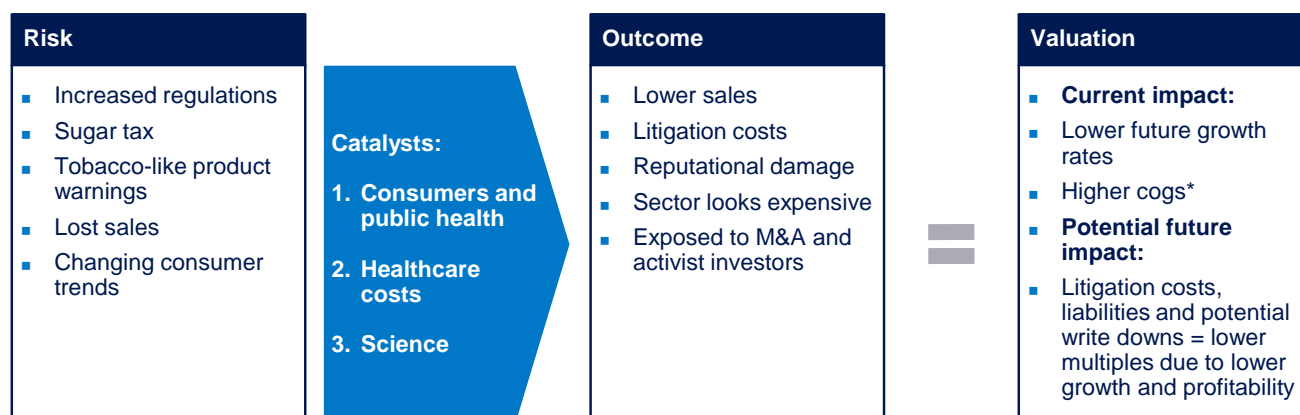 Risk
Increased regulations
Sugar tax
Tobacco-like product
warnings
Lost sales
Changing consumer
trends
Catalysts:
1. Consumers and
public health
2. Healthcare
costs
3. Science
Outcome
Lower sales
Litigation costs
Reputational damage
Sector looks expensive
Exposed to M&A and
activist investors
Valuation
Current impact:
Lower future growth
rates
Higher cogs*
Potential future
impact:
Litigation costs,
liabilities and potential
write downs = lower
multiples due to lower
growth and profitability